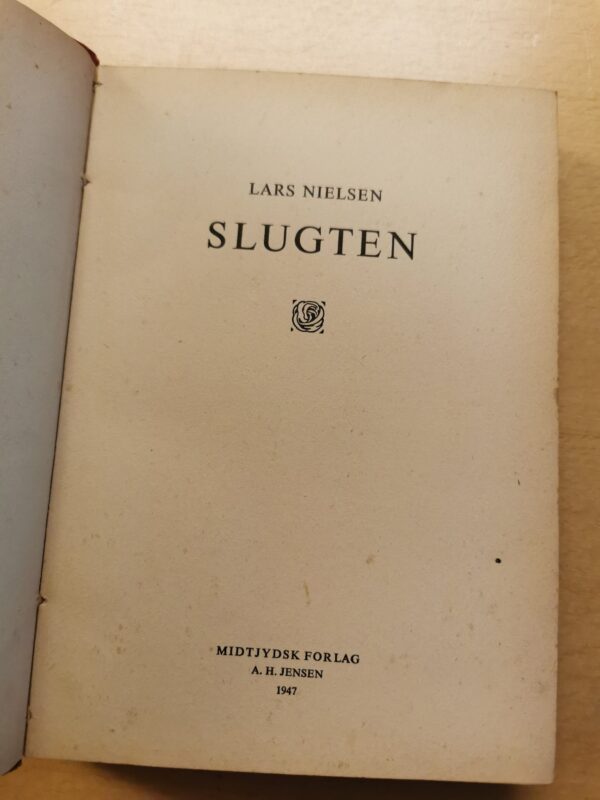 LARS NIELSEN
SLUGTEN
MIDTJYDSK FORLAG
A. H. JENSEN
1947